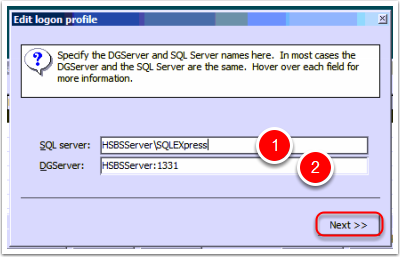 Edit logon profile
Specify the DGServer and SQL Server names here. In most cases the
DGServer and the SQL Server are the same. Hover over each field for
more information.
SQL server: HSBSServer\SQLEXpress 1
DGServer: HSBSServer:1331 2
Next >>